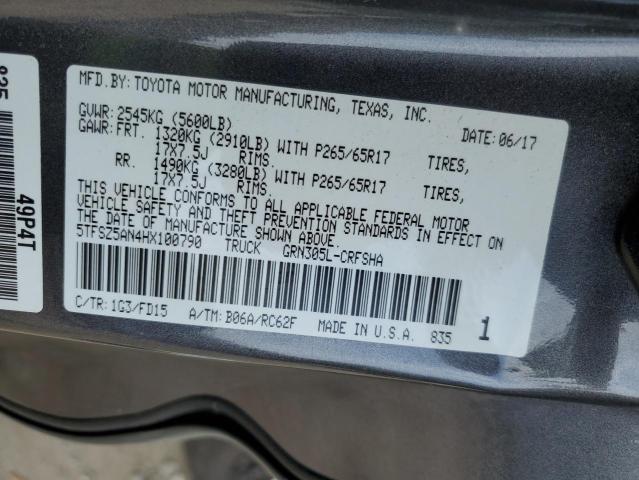 MFD.BY: TOYOTA MOTOR MANUFACTURING, TEXAS, INC.
GVWR: 2545KG (5600LB) DATE: 06/17
GAWR: FRT. 1320KG (2910LB) WITH P265/65R17 TIRES,
17X7.5J RIMS.
RR. 1490KG (3280LB) WITH P265/65R17 TIRES,
17X7.5J RIMS.
THIS VEHICLE CONFORMS TO ALL APPLICABLE FEDERAL MOTOR
VEHICLE SAFETY AND THEFT PREVENTION STANDARDS IN EFFECT ON
THE DATE OF MANUFACTURE SHOWN ABOVE.
5TFSZ5AN4HX100790 TRUCK GRN305L-CRFSHA
C/TR: 1G3/FD15 A/TM: B06A/RC62F MADE IN U.S.A. 835 1
49P4T